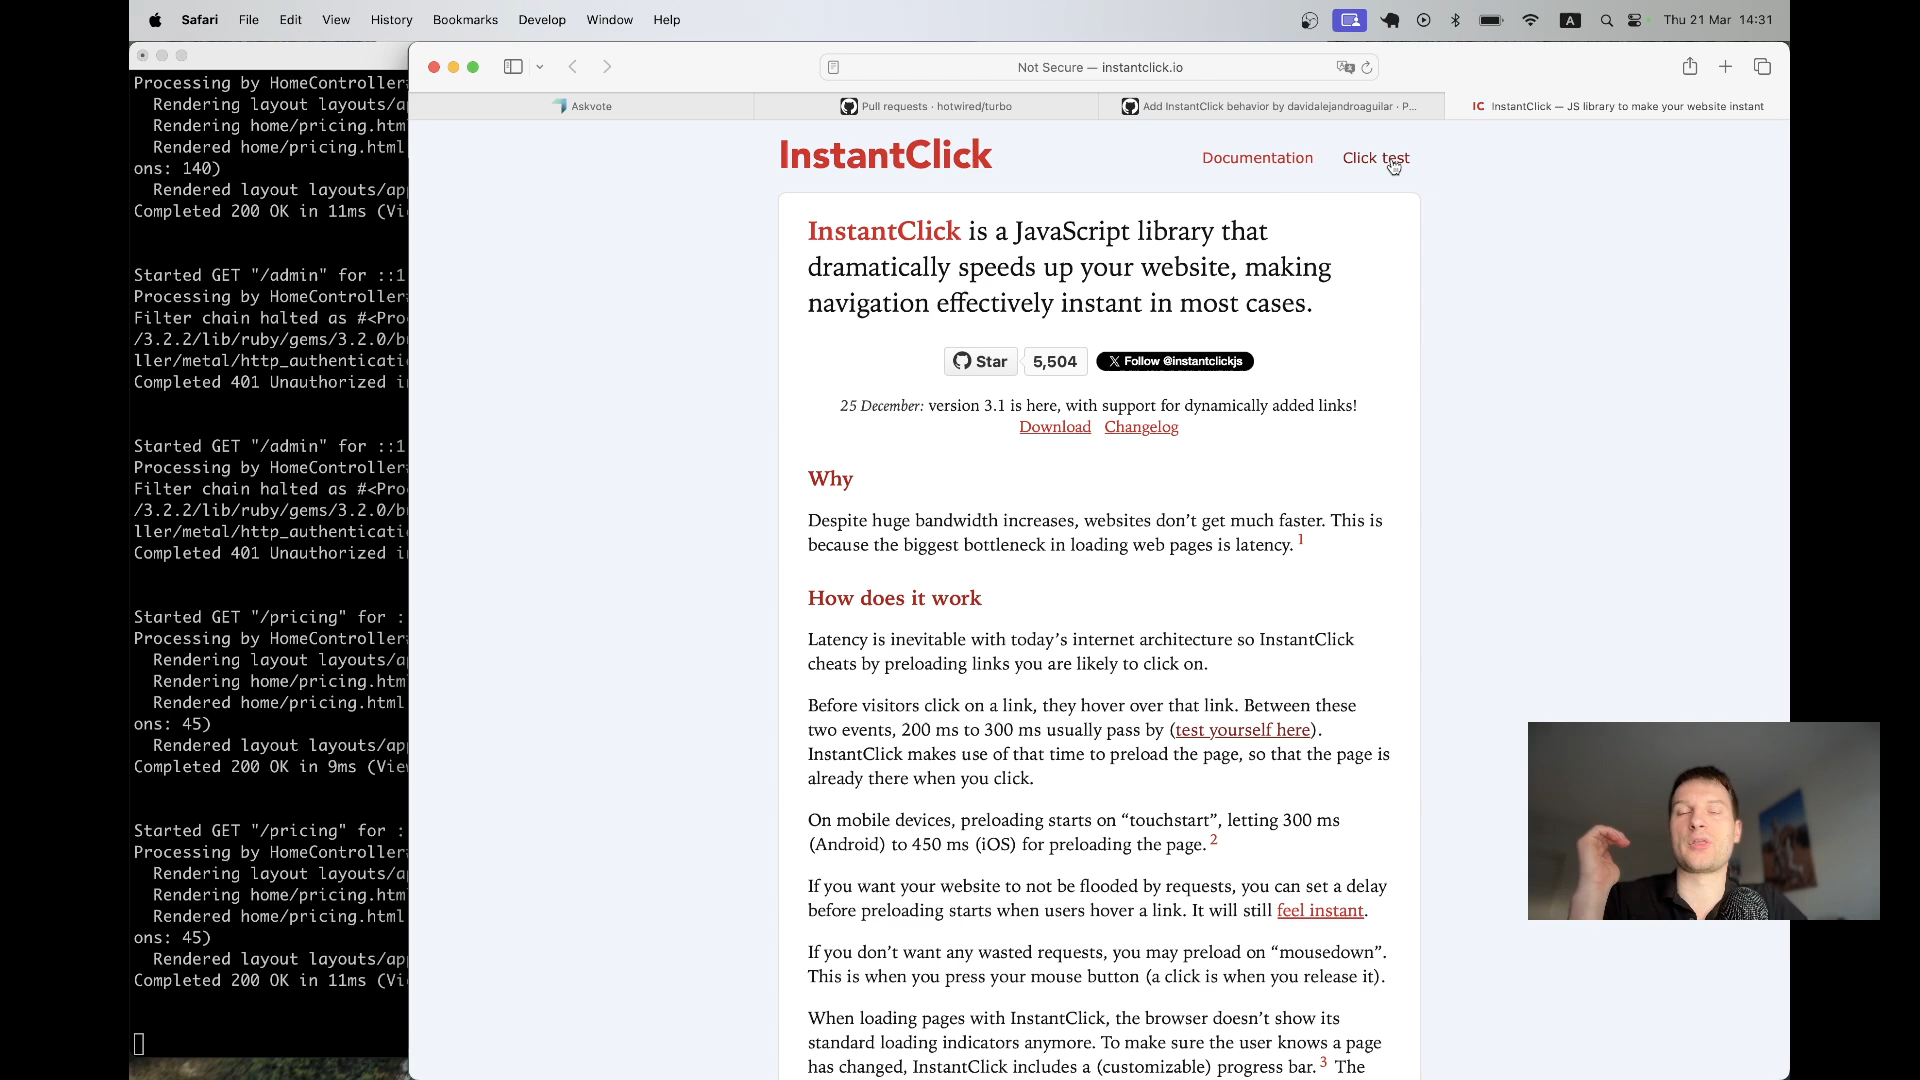 Safari File Edit View History Bookmarks Develop Window Help
A Thu 21 Mar 14:31
Processing by HomeController
Rendering layout layouts/a
Rendering home/pricing.htm
Rendered home/pricing.html
ons: 140)
Rendered layout layouts/ap
Completed 200 OK in 11ms (Vi
Started GET "/admin" for ::1
Processing by HomeController
Filter chain halted as #<Pro
/3.2.2/lib/ruby/gems/3.2.0/b
ller/metal/http_authenticati
Completed 401 Unauthorized i
Started GET "/admin" for ::1
Processing by HomeController
Filter chain halted as #<Pro
/3.2.2/lib/ruby/gems/3.2.0/b
ller/metal/http_authenticati
Completed 401 Unauthorized i
Started GET "/pricing" for :
Processing by HomeController
Rendering layout layouts/a
Rendering home/pricing.htm
Rendered home/pricing.html
ons: 45)
Rendered layout layouts/ap
Completed 200 OK in 9ms (Vie
Started GET "/pricing" for :
Processing by HomeController
Rendering layout layouts/a
Rendering home/pricing.htm
Rendered home/pricing.html
ons: 45)
Rendered layout layouts/ap
Completed 200 OK in 11ms (Vi
Not Secure — instantclick.io
Askvote
Pull requests · hotwired/turbo
Add InstantClick behavior by davidalejandroaguilar · P...
IC InstantClick — JS library to make your website instant
InstantClick
Documentation Click test
InstantClick is a JavaScript library that
dramatically speeds up your website, making
navigation effectively instant in most cases.
Star 5,504 X Follow @instantclickjs
25 December: version 3.1 is here, with support for dynamically added links!
Download Changelog
Why
Despite huge bandwidth increases, websites don’t get much faster. This is
because the biggest bottleneck in loading web pages is latency. 1
How does it work
Latency is inevitable with today’s internet architecture so InstantClick
cheats by preloading links you are likely to click on.
Before visitors click on a link, they hover over that link. Between these
two events, 200 ms to 300 ms usually pass by (test yourself here).
InstantClick makes use of that time to preload the page, so that the page is
already there when you click.
On mobile devices, preloading starts on “touchstart”, letting 300 ms
(Android) to 450 ms (iOS) for preloading the page. 2
If you want your website to not be flooded by requests, you can set a delay
before preloading starts when users hover a link. It will still feel instant.
If you don’t want any wasted requests, you may preload on “mousedown”.
This is when you press your mouse button (a click is when you release it).
When loading pages with InstantClick, the browser doesn’t show its
standard loading indicators anymore. To make sure the user knows a page
has changed, InstantClick includes a (customizable) progress bar. 3 The